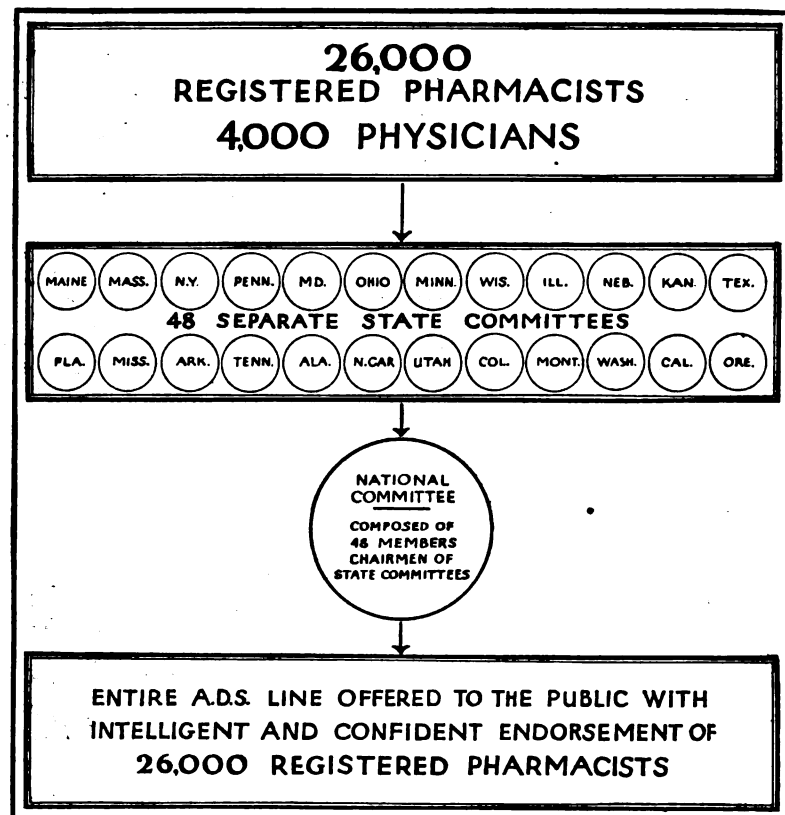 26,000
REGISTERED PHARMACISTS
4,000 PHYSICIANS
MAINE MASS. N.Y. PENN. MD. OHIO MINN. WIS. ILL. NEB. KAN. TEX.
48 SEPARATE STATE COMMITTEES
FLA. MISS. ARK. TENN. ALA. N.CAR UTAH COL. MONT. WASH. CAL. ORE.
NATIONAL
COMMITTEE
COMPOSED OF
48 MEMBERS
CHAIRMEN OF
STATE COMMITTEES
ENTIRE A.D.S. LINE OFFERED TO THE PUBLIC WITH
INTELLIGENT AND CONFIDENT ENDORSEMENT OF
26,000 REGISTERED PHARMACISTS